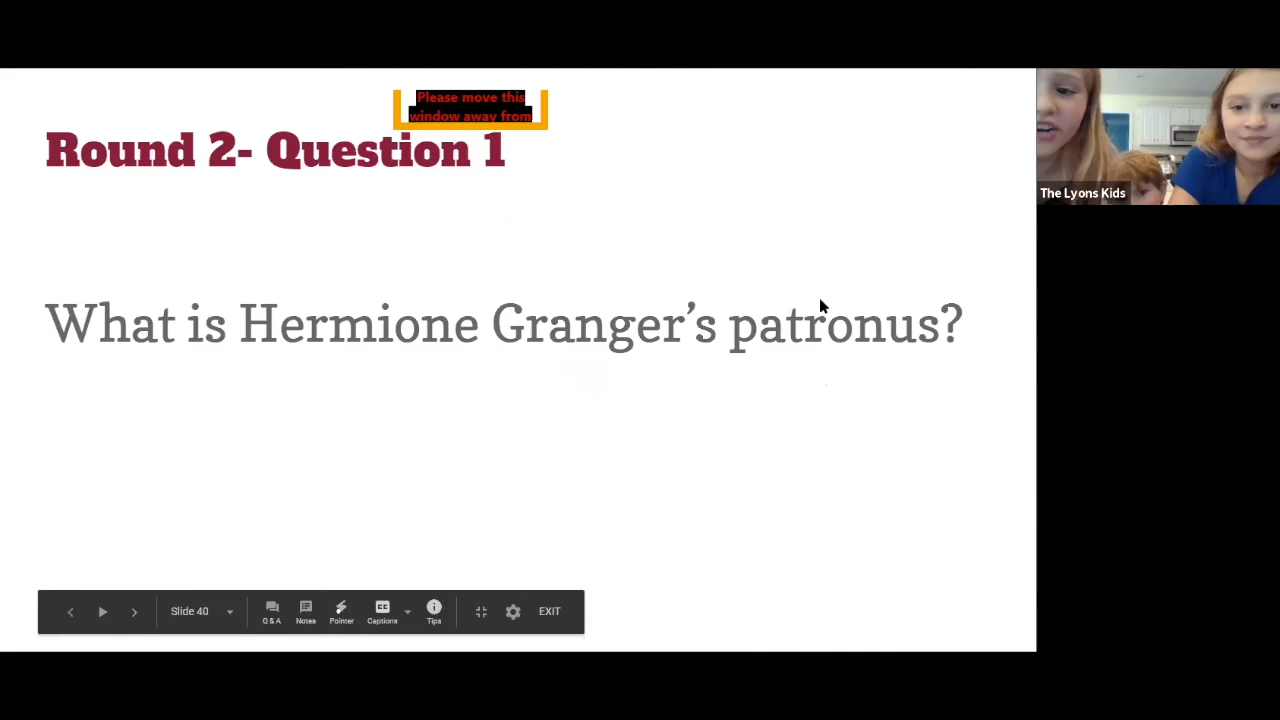 Please move this
window away from
Round 2- Question 1
The Lyons Kids
What is Hermione Granger's patronus?
Slide 40
Q & A
Notes
Pointer
CC
Captions
Tips
EXIT